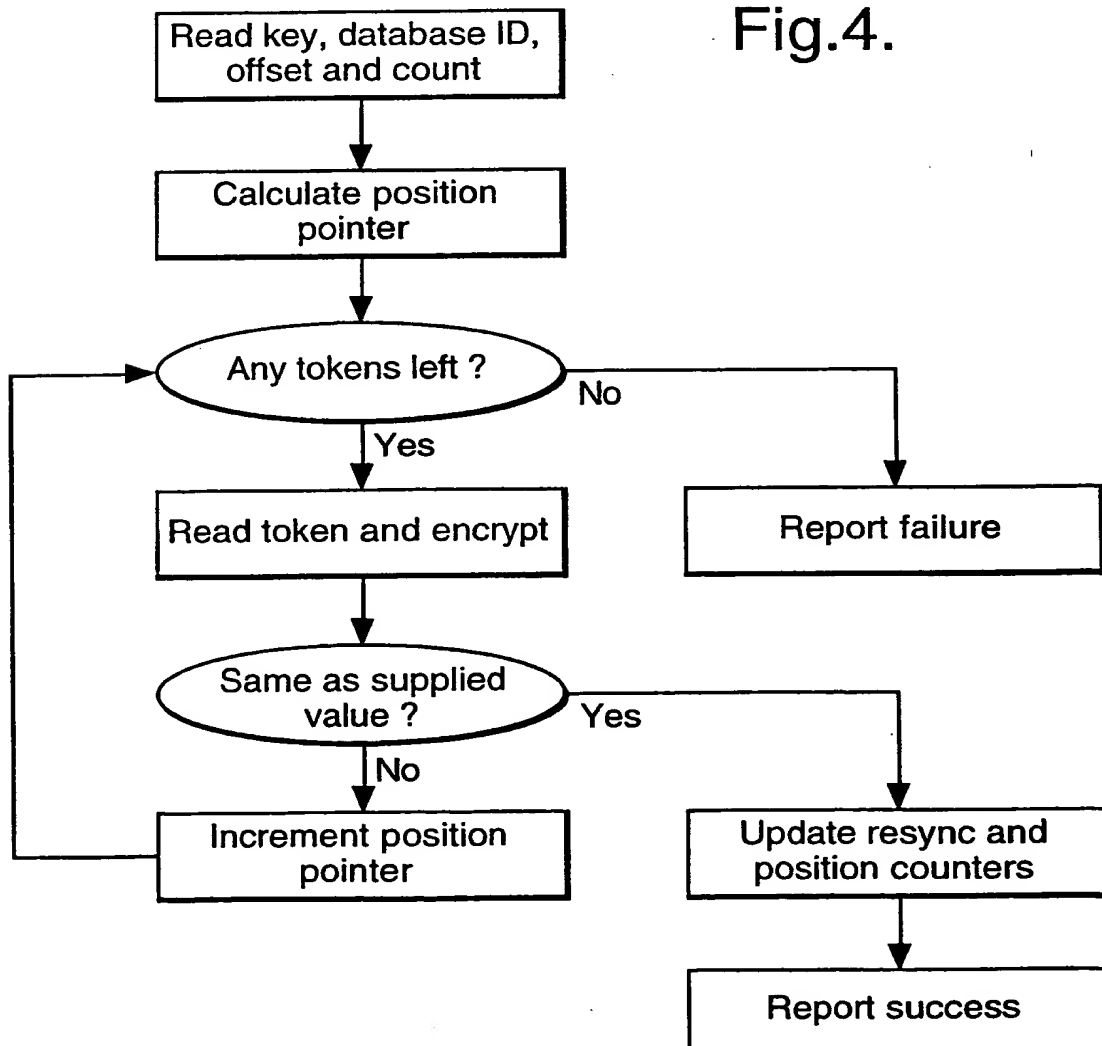 Fig.4.
Read key, database ID,
offset and count
Calculate position
pointer
Any tokens left ?
No
Yes
Read token and encrypt
Report failure
Same as supplied
value ?
Yes
No
Increment position
pointer
Update resync and
position counters
Report success